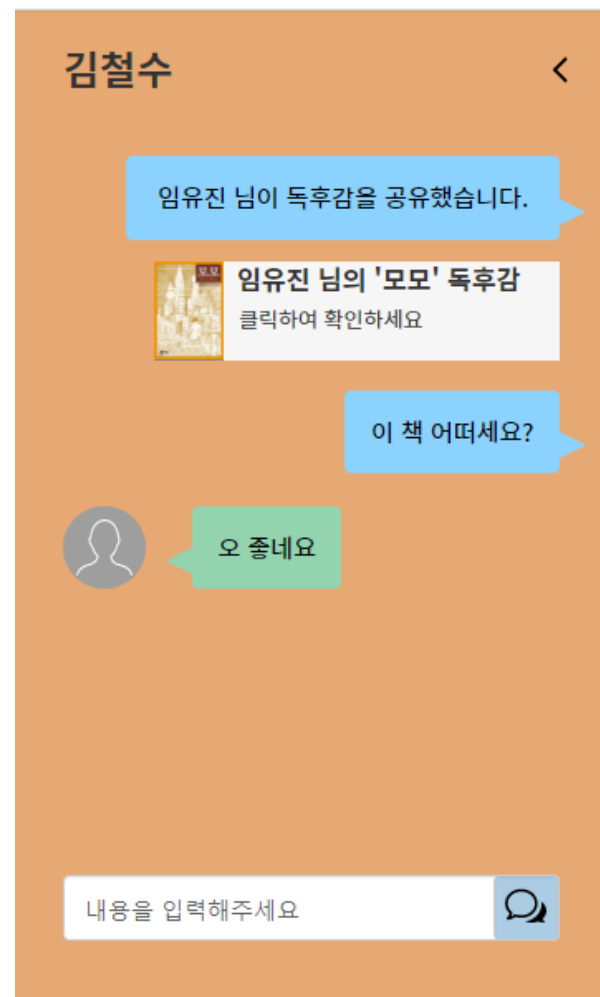 김철수
임유진 님이 독후감을 공유했습니다.
모모
임유진 님의 '모모' 독후감
클릭하여 확인하세요
이 책 어떠세요?
오 좋네요
내용을 입력해주세요